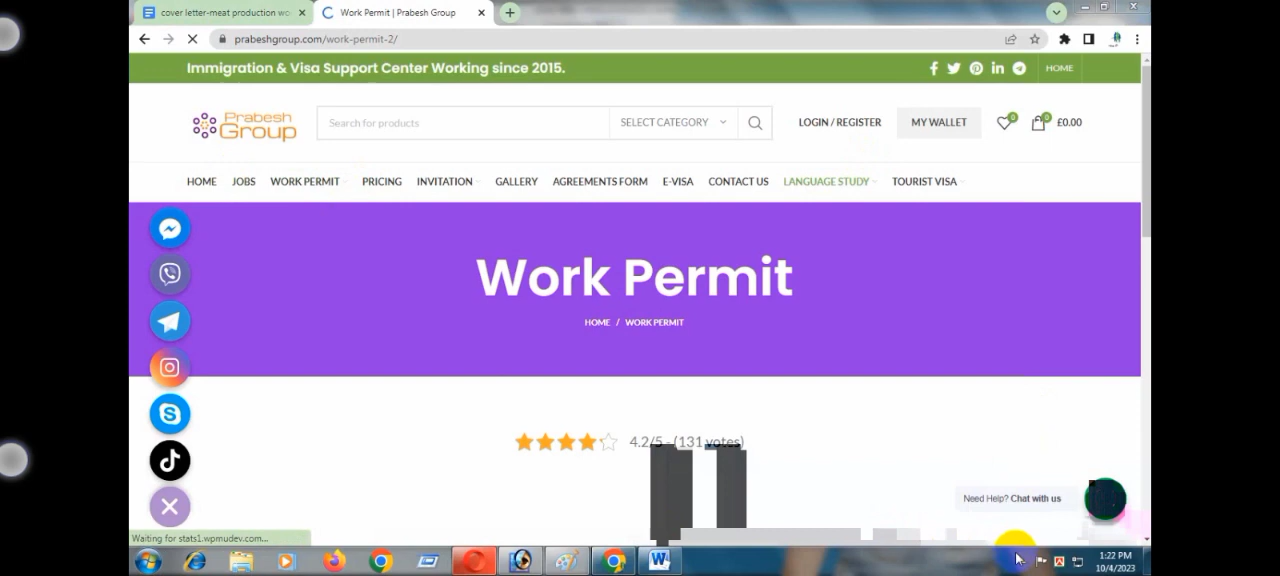 cover letter-meat production wo
Work Permit | Prabesh Group
prabeshgroup.com/work-permit-2/
Immigration & Visa Support Center Working since 2015.
HOME
Prabesh Group
Search for products
SELECT CATEGORY
LOGIN / REGISTER
MY WALLET
0
0
£0.00
HOME
JOBS
WORK PERMIT
PRICING
INVITATION
GALLERY
AGREEMENTS FORM
E-VISA
CONTACT US
LANGUAGE STUDY
TOURIST VISA
Work Permit
HOME / WORK PERMIT
4.2/5 - (131 votes)
Need Help? Chat with us
Waiting for stats1.wpmudev.com...
1:22 PM
10/4/2023